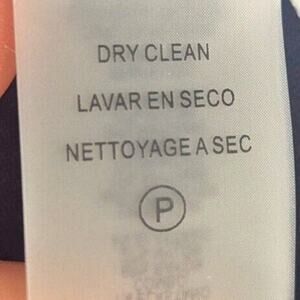 DRY CLEAN
LAVAR EN SECO
NETTOYAGE A SEC
P